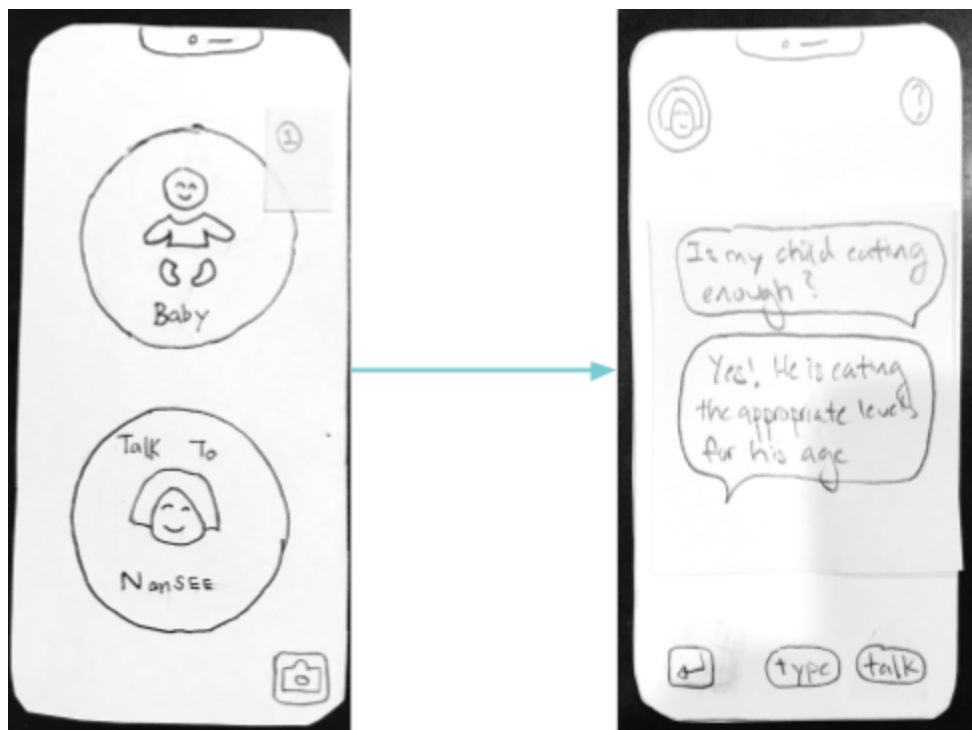 1
Baby
Talk To
NanSEE
?
Is my child eating
enough?
Yes! He is eating
the appropriate levels
for his age
type
talk